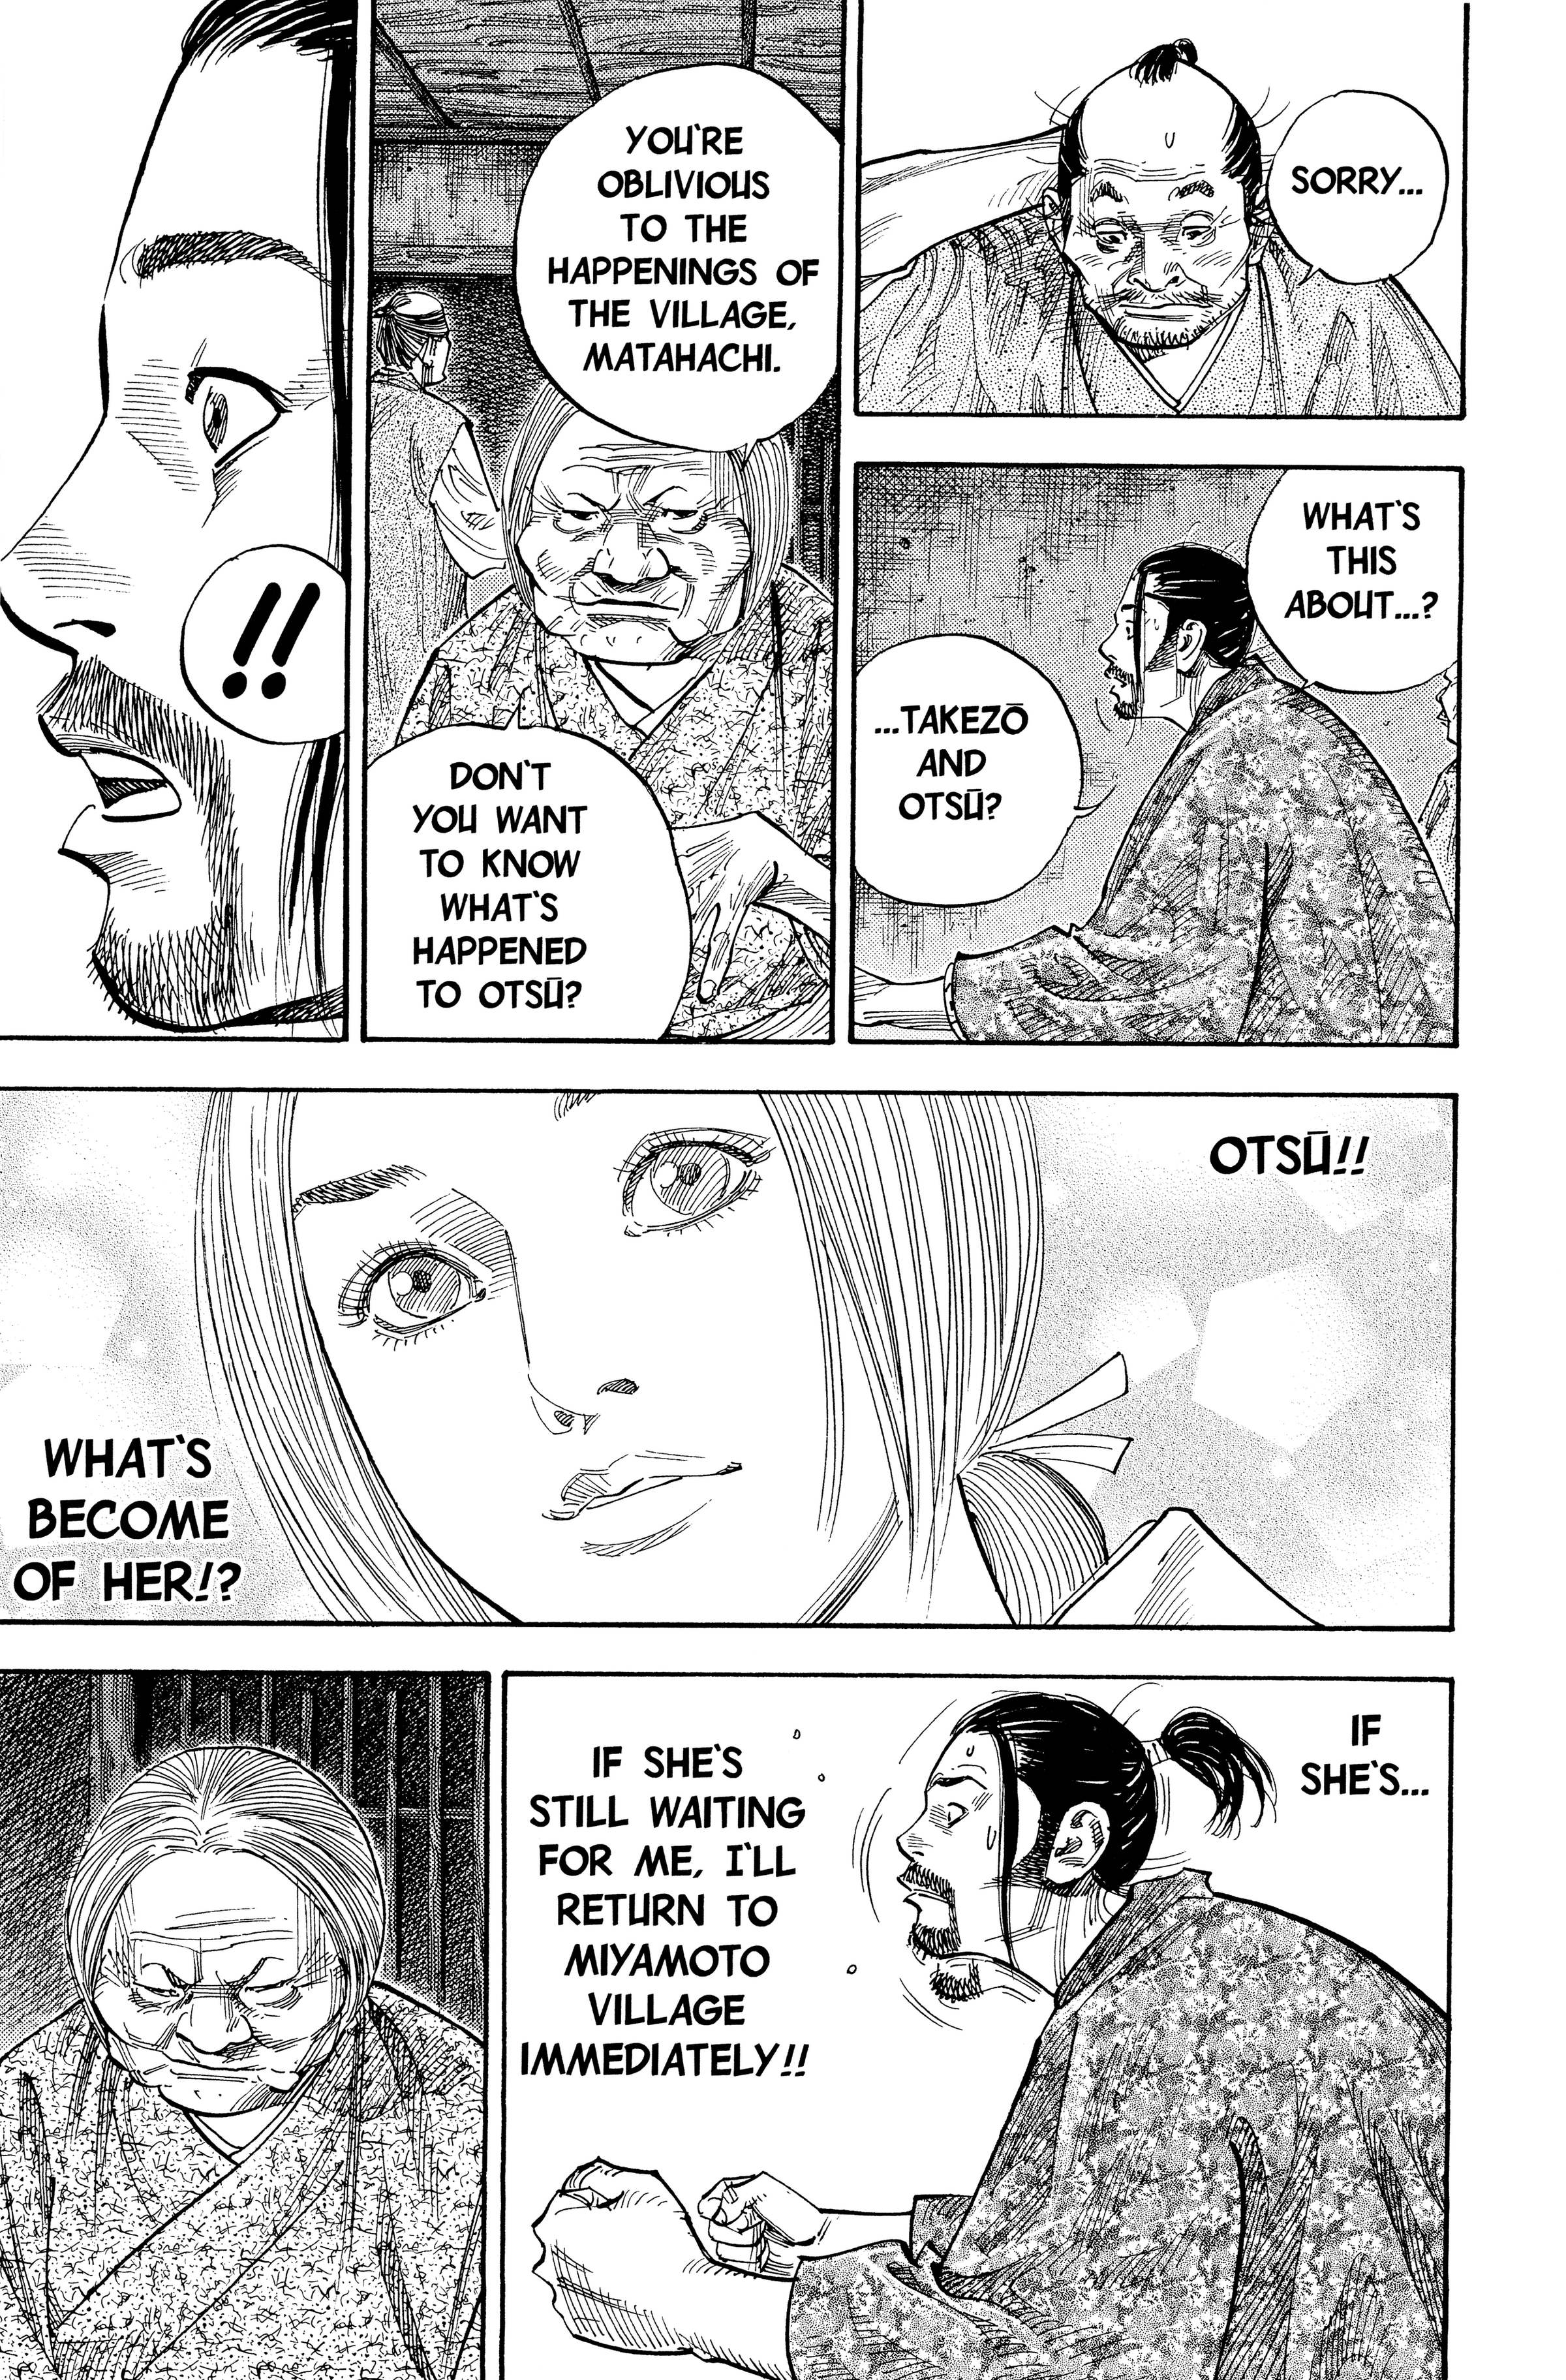 SORRY...
WHAT'S
THIS
ABOUT...?
...TAKEZŌ
AND
OTSŪ?
YOU'RE
OBLIVIOUS
TO THE
HAPPENINGS OF
THE VILLAGE,
MATAHACHI.
DON'T
YOU WANT
TO KNOW
WHAT'S
HAPPENED
TO OTSŪ?
!!
OTSŪ!!
WHAT'S
BECOME
OF HER!?
IF
SHE'S...
IF SHE'S
STILL WAITING
FOR ME, I'LL
RETURN TO
MIYAMOTO
VILLAGE
IMMEDIATELY!!